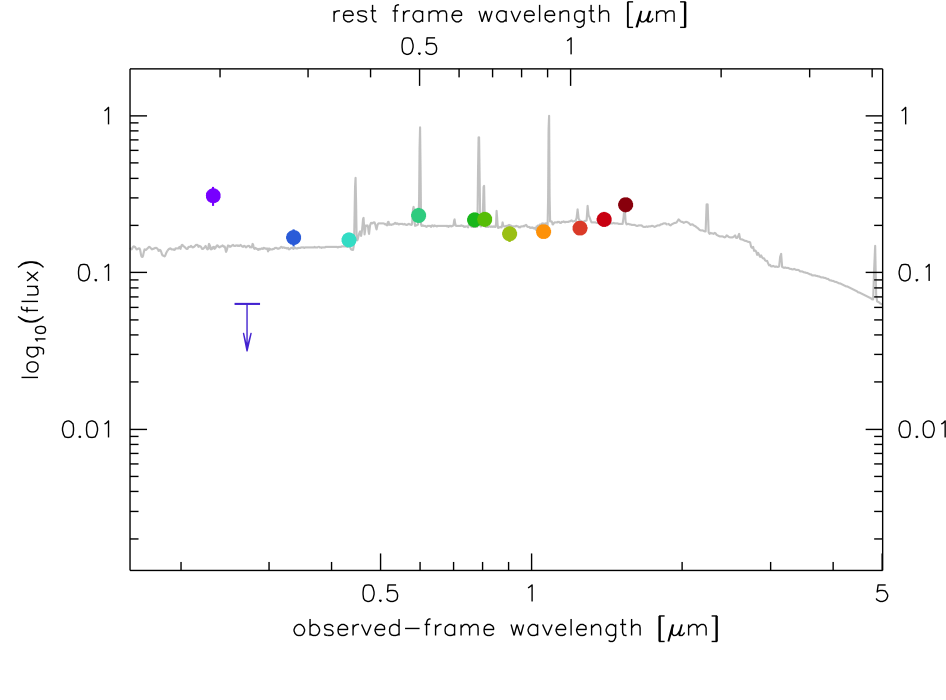 rest frame wavelength [μm]
0.5 1
1 1
0.1 0.1
0.01 0.01
log₁₀(flux)
0.5 1 5
observed-frame wavelength [μm]